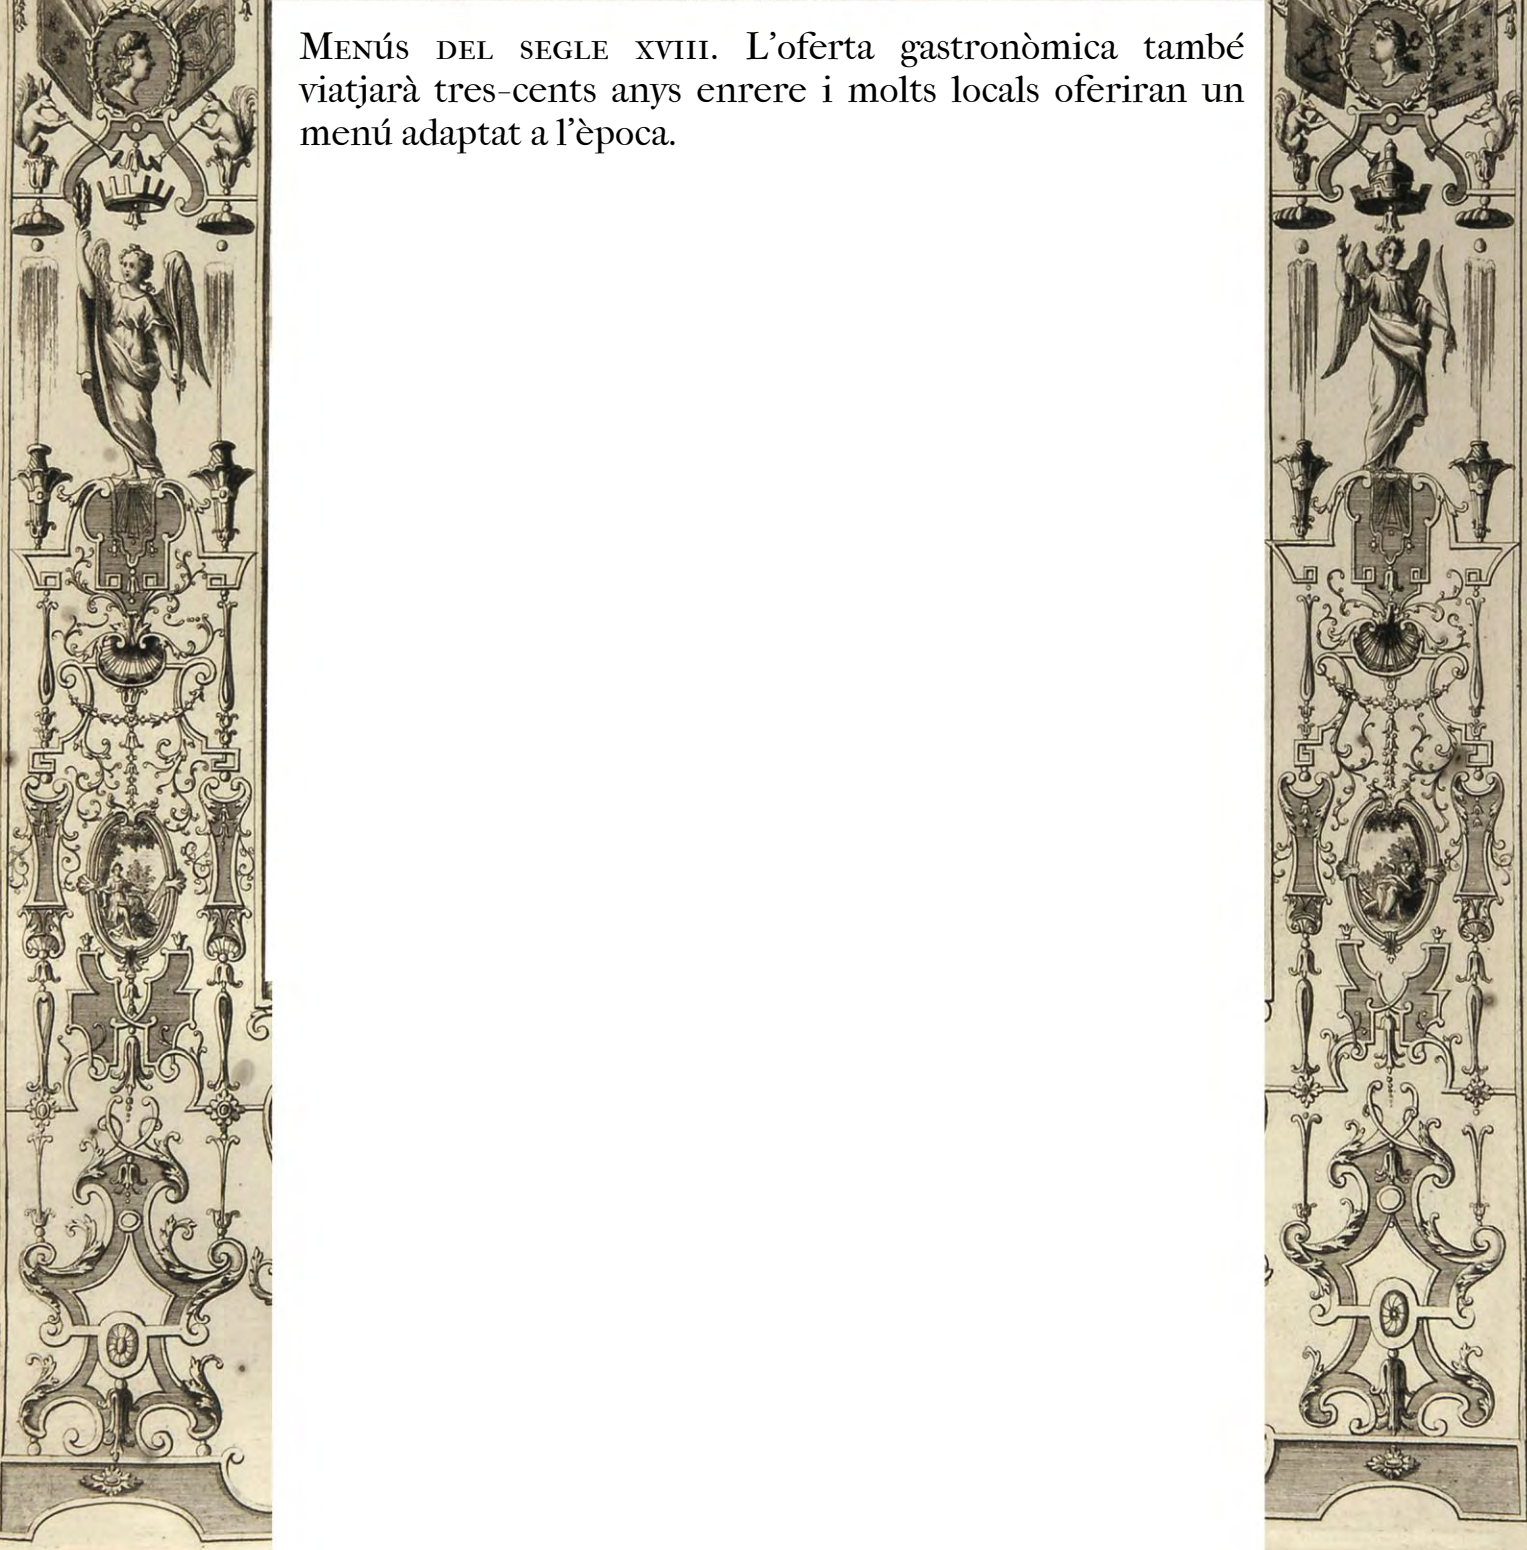 Menús del segle xviii. L’oferta gastronòmica també
viatjarà tres-cents anys enrere i molts locals oferiran un
menú adaptat a l’època.